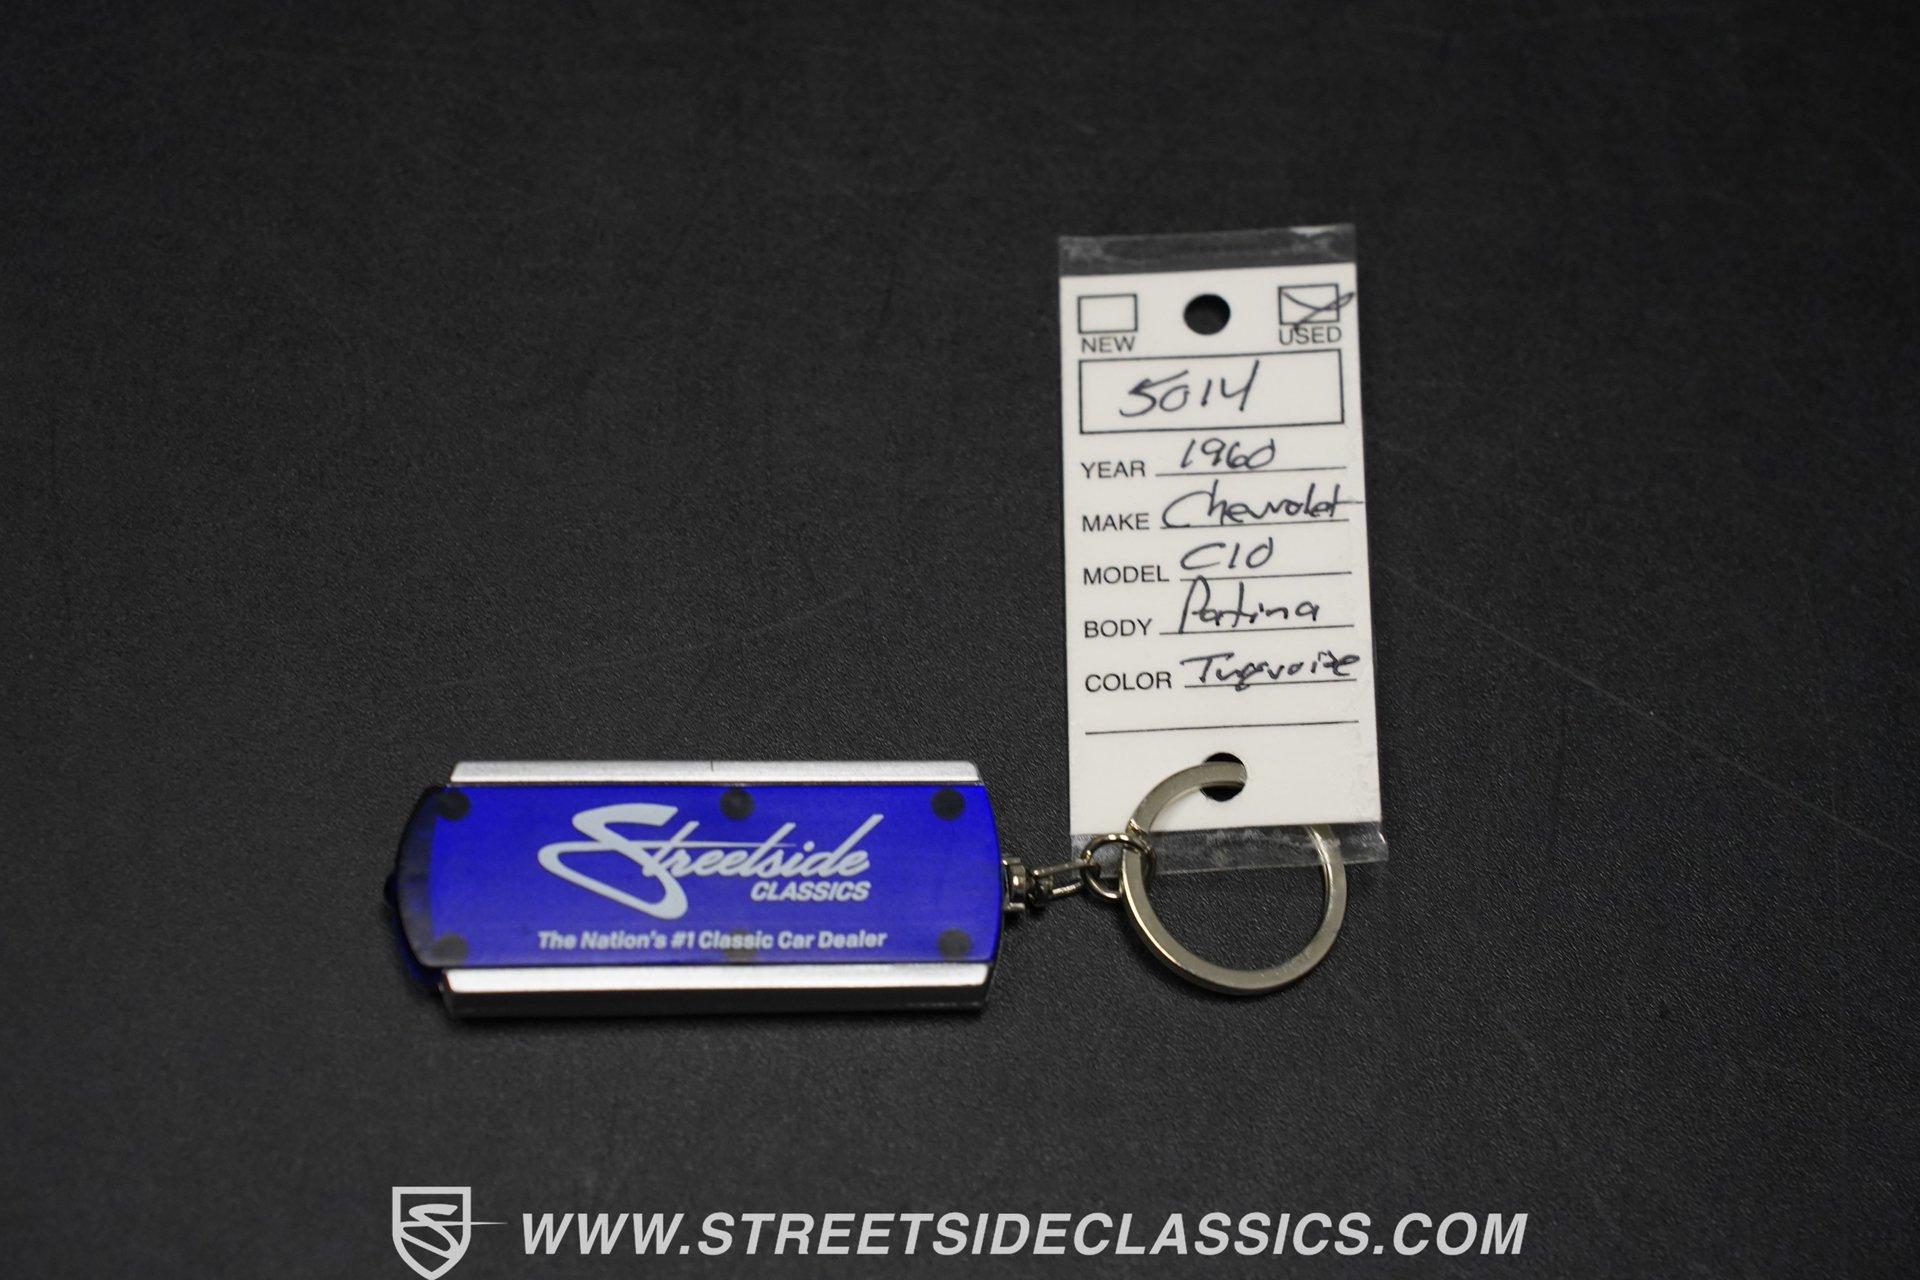 NEW USED
5014
YEAR 1960
MAKE Chevrolet
MODEL C10
BODY Patina
COLOR Turqvoise
Streetside
CLASSICS
The Nation's #1 Classic Car Dealer
WWW.STREETSIDECLASSICS.COM